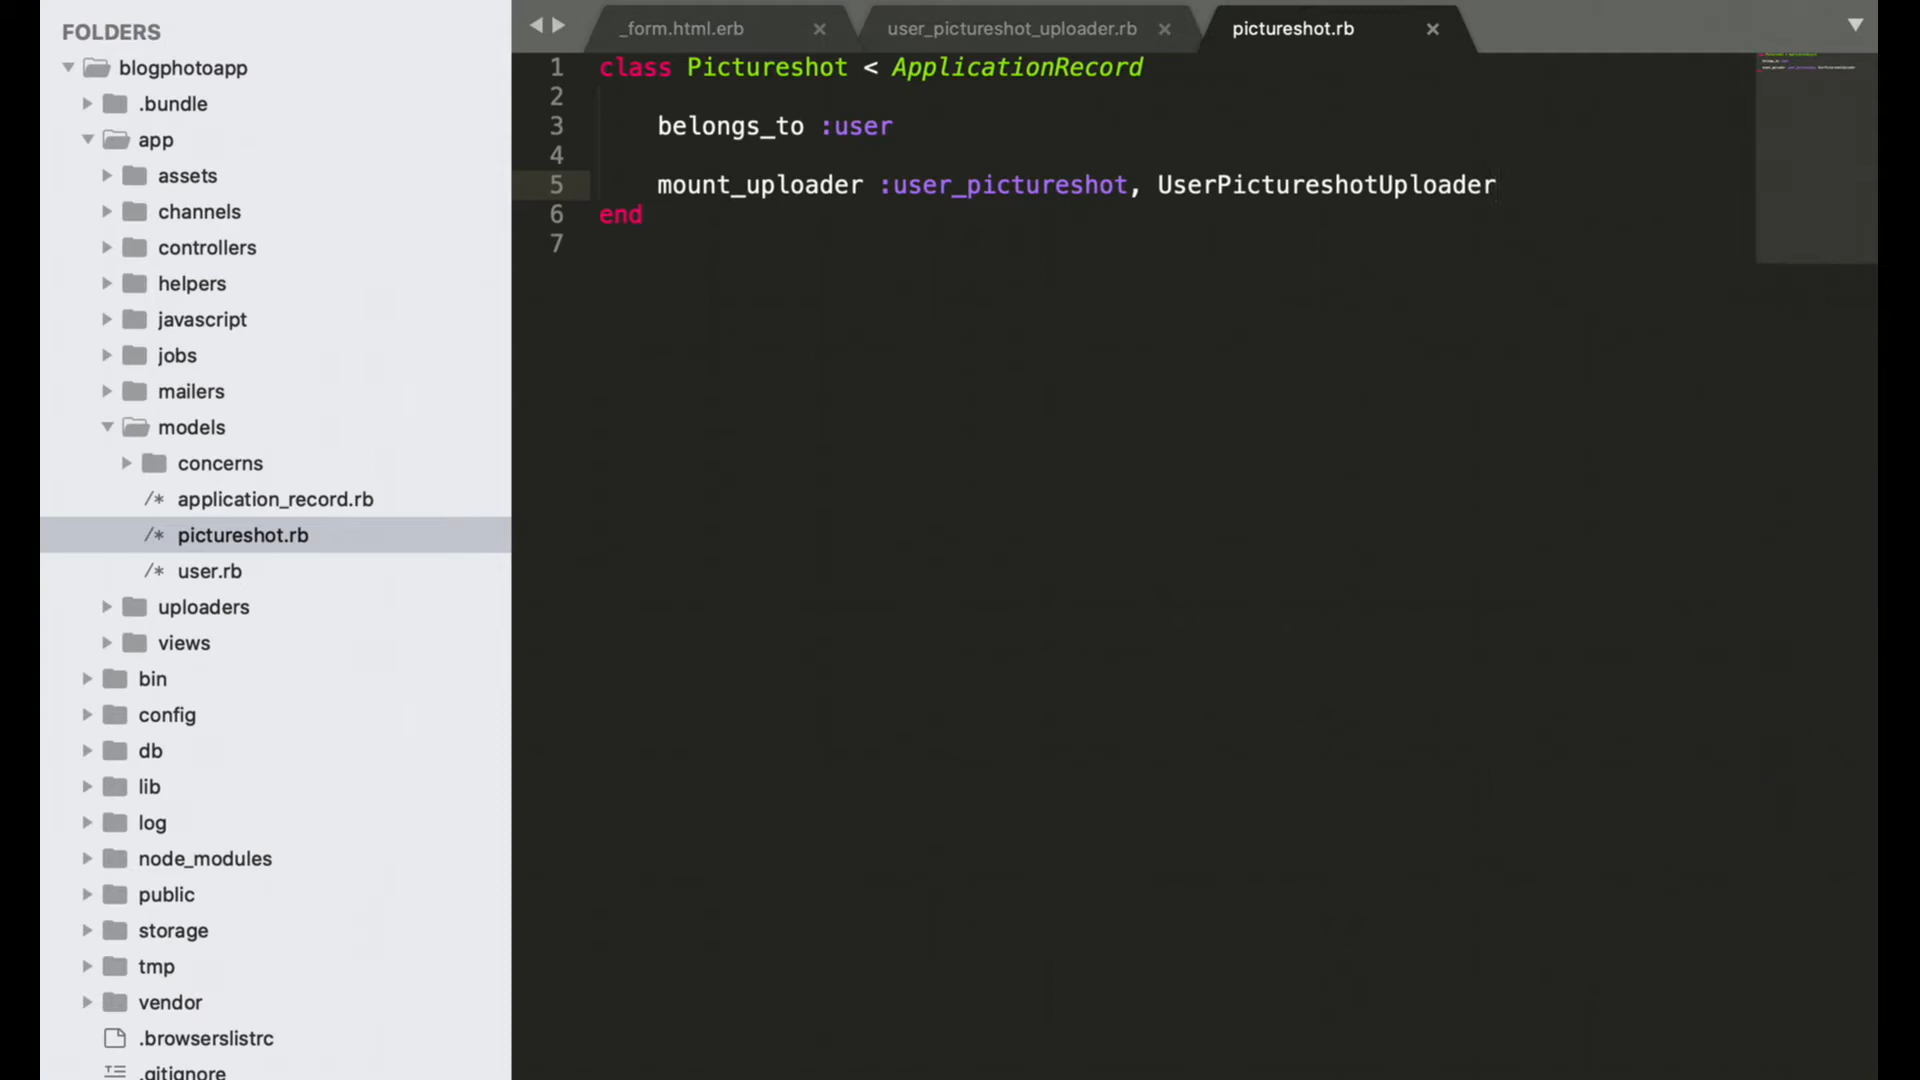 FOLDERS
blogphotoapp
.bundle
app
assets
channels
controllers
helpers
javascript
jobs
mailers
models
concerns
/* application_record.rb
/* pictureshot.rb
/* user.rb
uploaders
views
bin
config
db
lib
log
node_modules
public
storage
tmp
vendor
.browserslistrc
.gitignore
_form.html.erb ×
user_pictureshot_uploader.rb ×
pictureshot.rb ×
1 class Pictureshot < ApplicationRecord
2
3 belongs_to :user
4
5 mount_uploader :user_pictureshot, UserPictureshotUploader
6 end
7